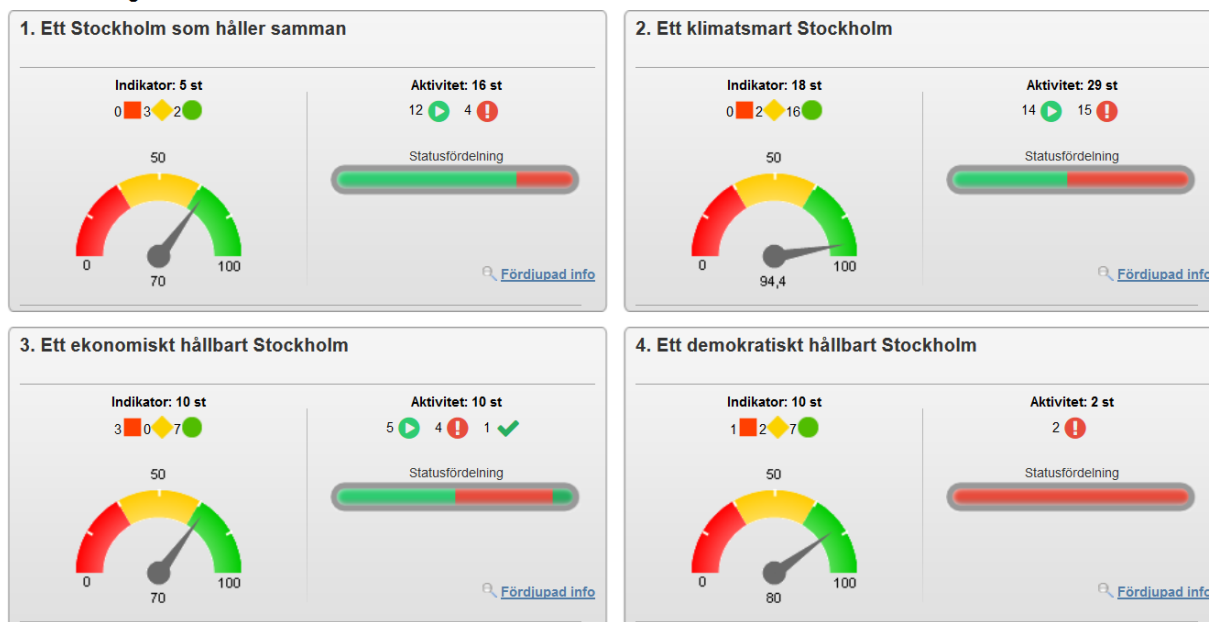 1. Ett Stockholm som håller samman
Indikator: 5 st
0 3 2
50
0
100
70
Aktivitet: 16 st
12 4
Statusfördelning
Fördjupad info
2. Ett klimatsmart Stockholm
Indikator: 18 st
0 2 16
50
0
100
94,4
Aktivitet: 29 st
14 15
Statusfördelning
Fördjupad info
3. Ett ekonomiskt hållbart Stockholm
Indikator: 10 st
3 0 7
50
0
100
70
Aktivitet: 10 st
5 4 1
Statusfördelning
Fördjupad info
4. Ett demokratiskt hållbart Stockholm
Indikator: 10 st
1 2 7
50
0
100
80
Aktivitet: 2 st
2
Statusfördelning
Fördjupad info